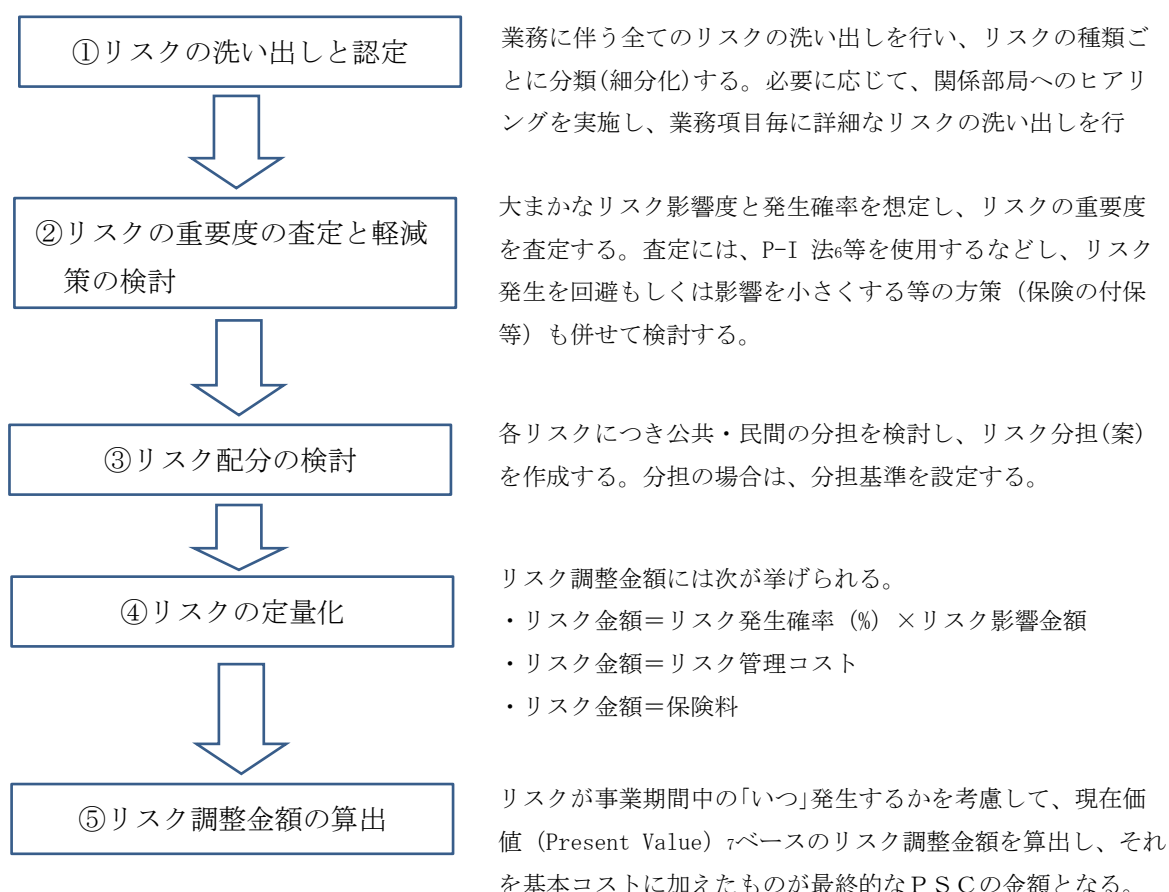 ①リスクの洗い出しと認定
業務に伴う全てのリスクの洗い出しを行い、リスクの種類ご
とに分類(細分化)する。必要に応じて、関係部局へのヒアリ
ングを実施し、業務項目毎に詳細なリスクの洗い出しを行
②リスクの重要度の査定と軽減
策の検討
大まかなリスク影響度と発生確率を想定し、リスクの重要度
を査定する。査定には、P-I 法6等を使用するなどし、リスク
発生を回避もしくは影響を小さくする等の方策（保険の付保
等）も併せて検討する。
③リスク配分の検討
各リスクにつき公共・民間の分担を検討し、リスク分担(案)
を作成する。分担の場合は、分担基準を設定する。
④リスクの定量化
リスク調整金額には次が挙げられる。
・リスク金額＝リスク発生確率（%）×リスク影響金額
・リスク金額＝リスク管理コスト
・リスク金額＝保険料
⑤リスク調整金額の算出
リスクが事業期間中の「いつ」発生するかを考慮して、現在価
値（Present Value）7ベースのリスク調整金額を算出し、それ
を基本コストに加えたものが最終的なＰＳＣの金額となる。